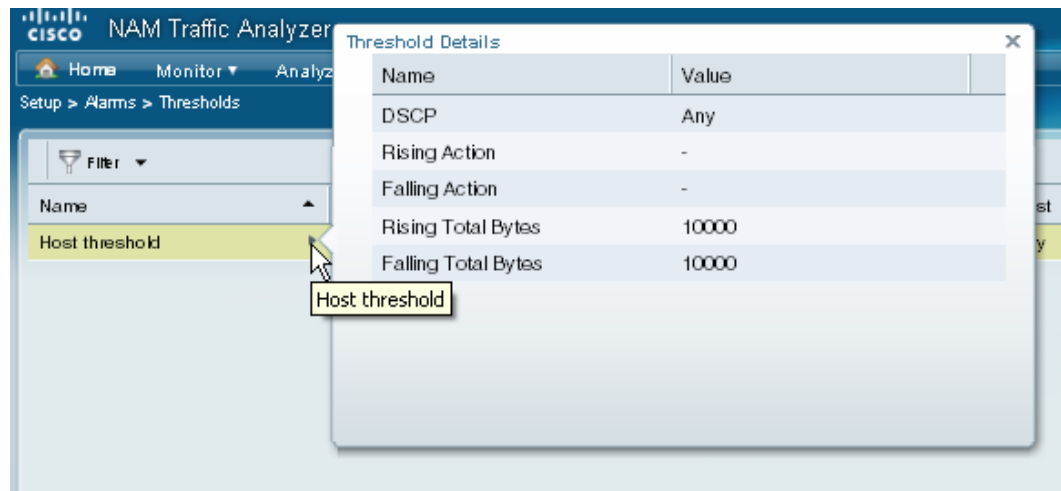 CISCO NAM Traffic Analyzer
Home Monitor Analyz
Setup > Alarms > Thresholds
Filter
Name
Host threshold
Threshold Details
Name Value
DSCP Any
Rising Action -
Falling Action -
Rising Total Bytes 10000
Falling Total Bytes 10000
Host threshold
st
y